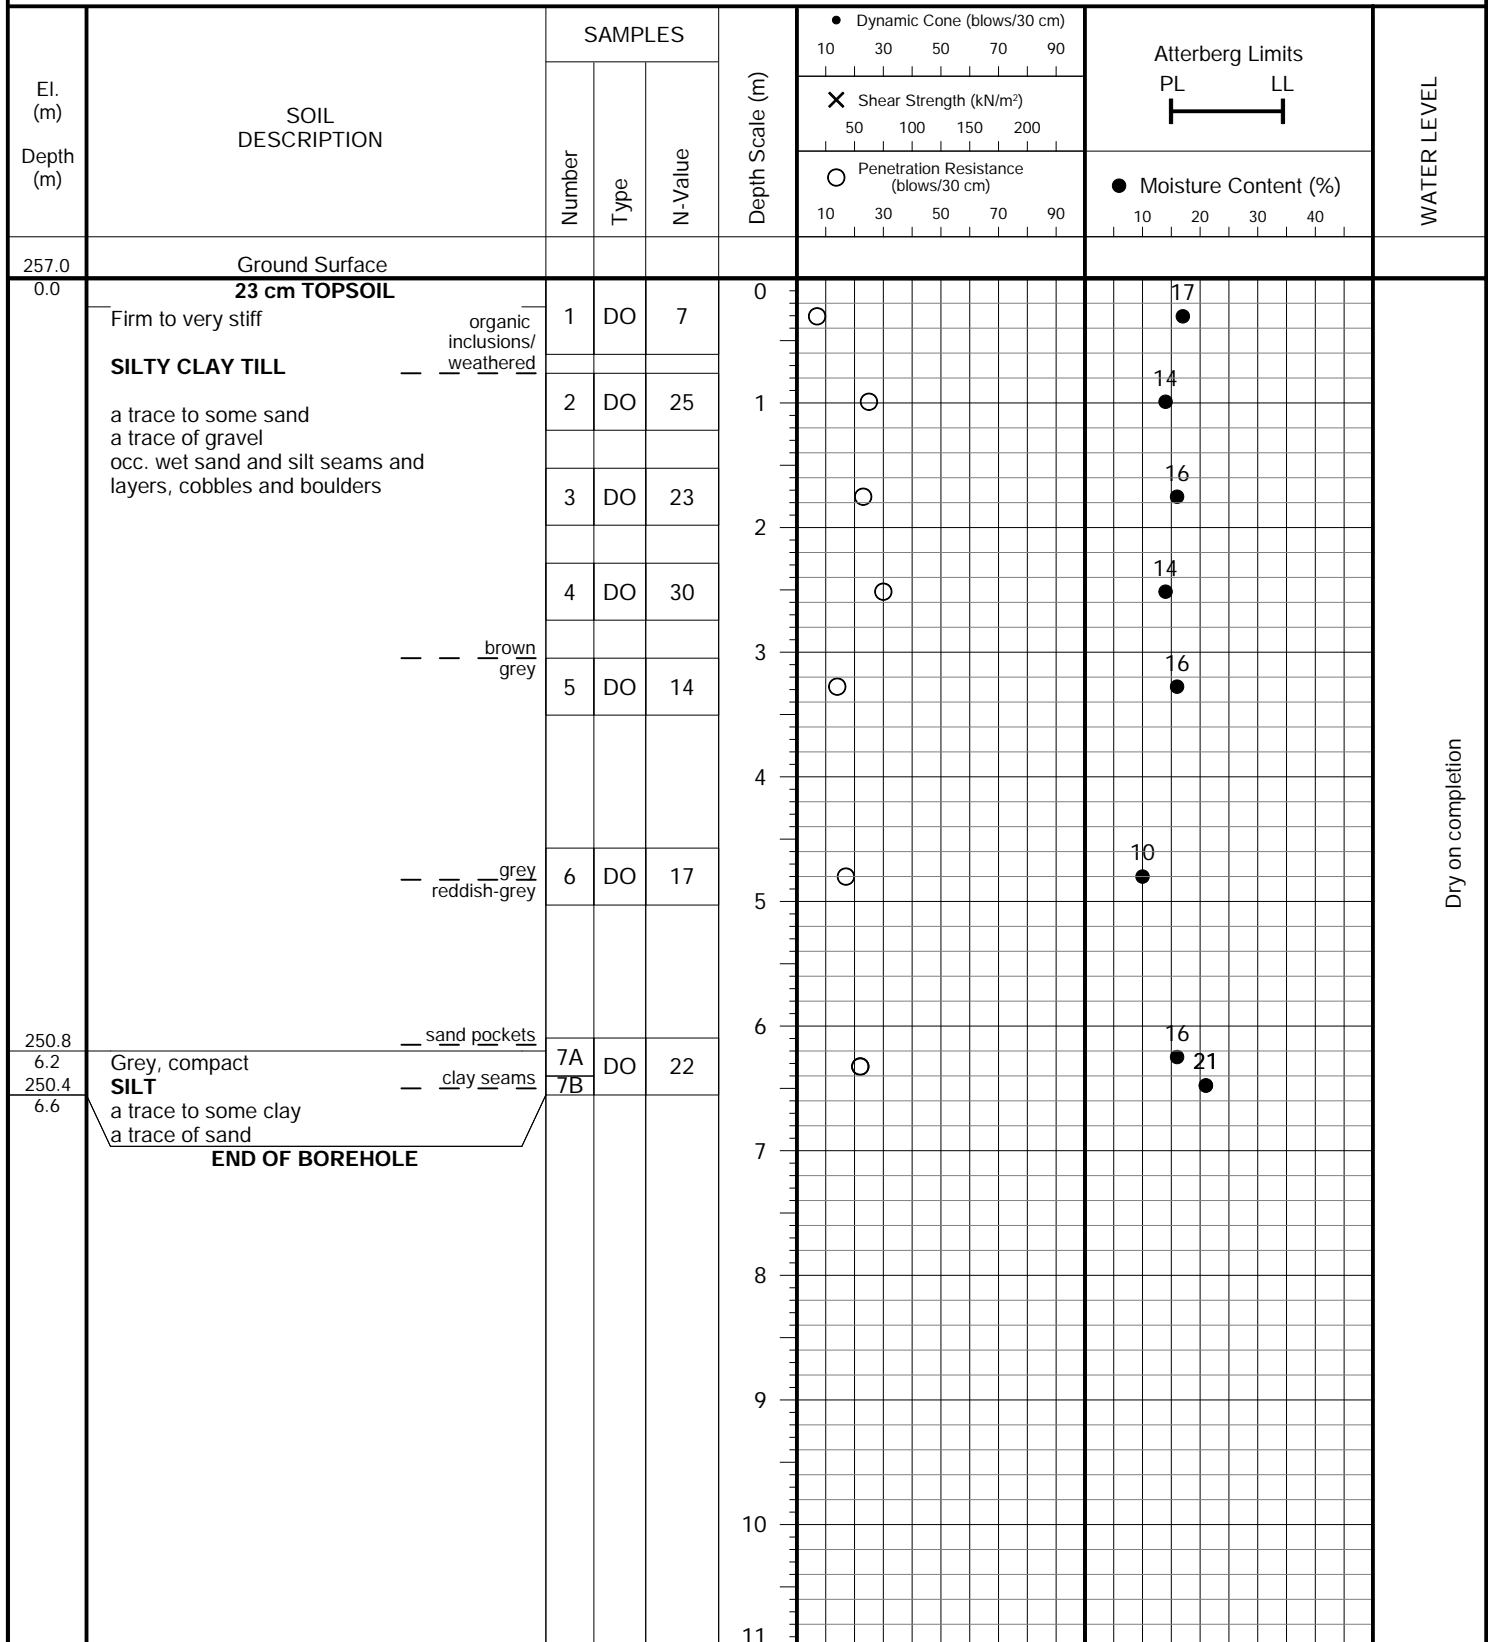 El.
(m)
Depth
(m)
SOIL
DESCRIPTION
SAMPLES
Number
Type
N-Value
Depth Scale (m)
Dynamic Cone (blows/30 cm)
10 30 50 70 90
Shear Strength (kN/m²)
50 100 150 200
Penetration Resistance
(blows/30 cm)
10 30 50 70 90
Atterberg Limits
PL LL
Moisture Content (%)
10 20 30 40
WATER LEVEL
257.0 Ground Surface
0.0 23 cm TOPSOIL
0
17
Firm to very stiff
organic
inclusions/
weathered
1 DO 7
SILTY CLAY TILL
14
a trace to some sand
a trace of gravel
occ. wet sand and silt seams and
layers, cobbles and boulders
2 DO 25
1
16
3 DO 23
2
14
4 DO 30
brown
grey
3
16
5 DO 14
4
Dry on completion
10
grey
reddish-grey
6 DO 17
5
sand pockets
6
16
250.8
6.2 Grey, compact
7A DO 22
21
250.4 SILT
clay seams
7B
6.6
a trace to some clay
a trace of sand
END OF BOREHOLE
7
8
9
10
11